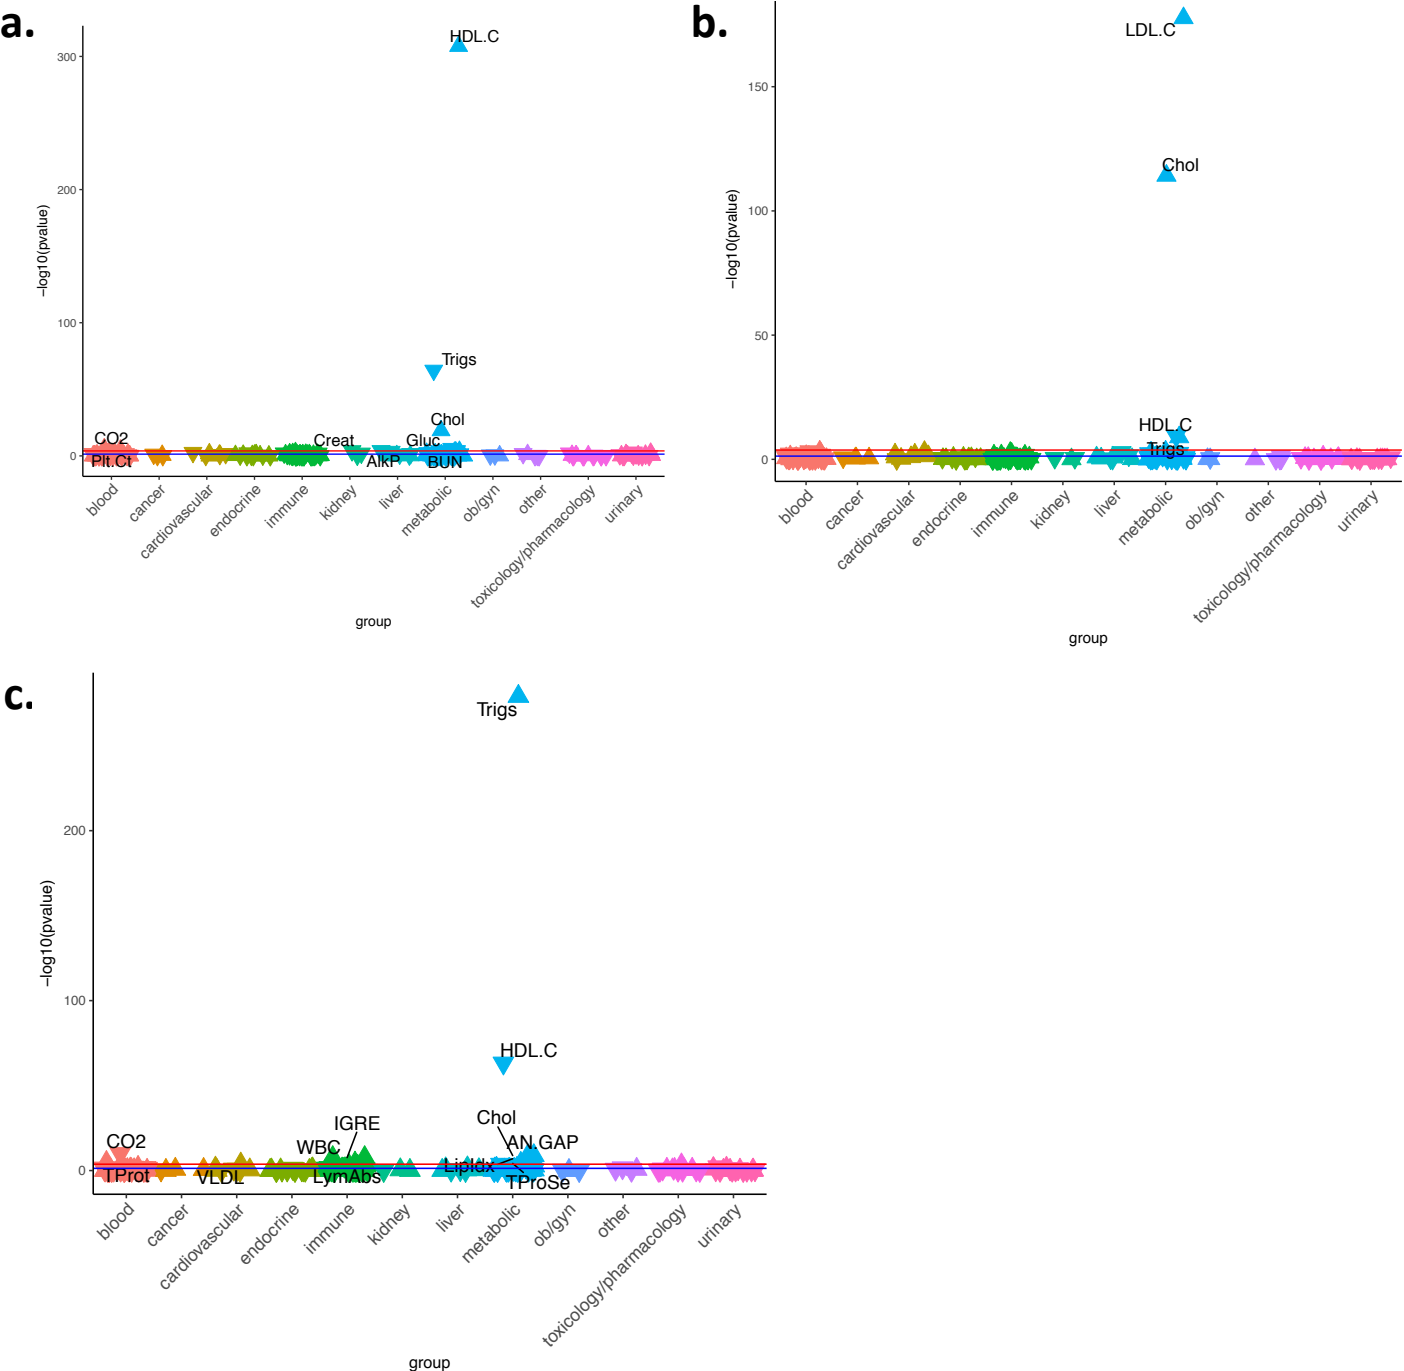 a.
HDL.C
300
200
100
0
−log10(pvalue)
Trigs
Chol
CO2
Creat
Gluc
Plt.Ct
AlkP
BUN
blood
cancer
cardiovascular
endocrine
immune
kidney
liver
metabolic
ob/gyn
other
toxicology/pharmacology
urinary
group
b.
LDL.C
150
100
50
0
−log10(pvalue)
Chol
HDL.C
Trigs
blood
cancer
cardiovascular
endocrine
immune
kidney
liver
metabolic
ob/gyn
other
toxicology/pharmacology
urinary
group
c.
Trigs
200
100
0
−log10(pvalue)
HDL.C
Chol
IGRE
CO2
WBC
AN.GAP
Lipidx
TProt
VLDL
LymAbs
TProSe
blood
cancer
cardiovascular
endocrine
immune
kidney
liver
metabolic
ob/gyn
other
toxicology/pharmacology
urinary
group